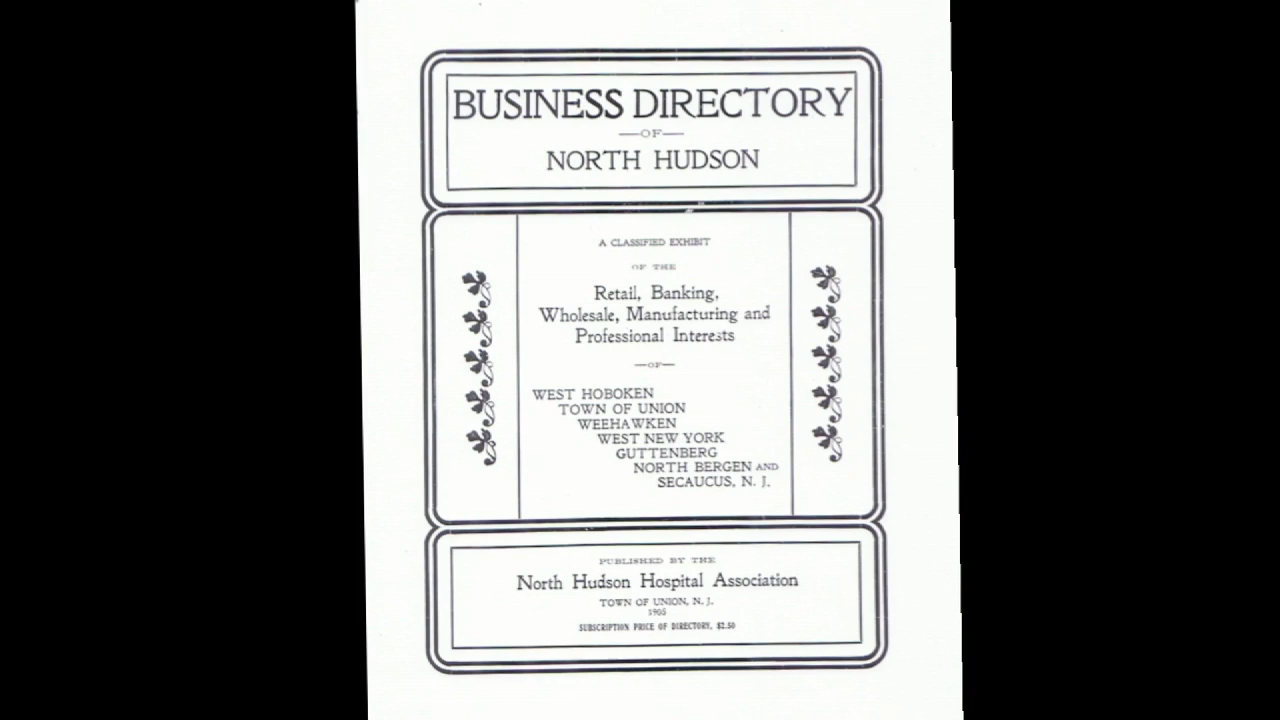 BUSINESS DIRECTORY
—OF—
NORTH HUDSON
A CLASSIFIED EXHIBIT
OF THE
Retail, Banking,
Wholesale, Manufacturing and
Professional Interests
—OF—
WEST HOBOKEN
TOWN OF UNION
WEEHAWKEN
WEST NEW YORK
GUTTENBERG
NORTH BERGEN AND
SECAUCUS, N. J.
PUBLISHED BY THE
North Hudson Hospital Association
TOWN OF UNION, N. J.
1905
SUBSCRIPTION PRICE OF DIRECTORY, $2.50